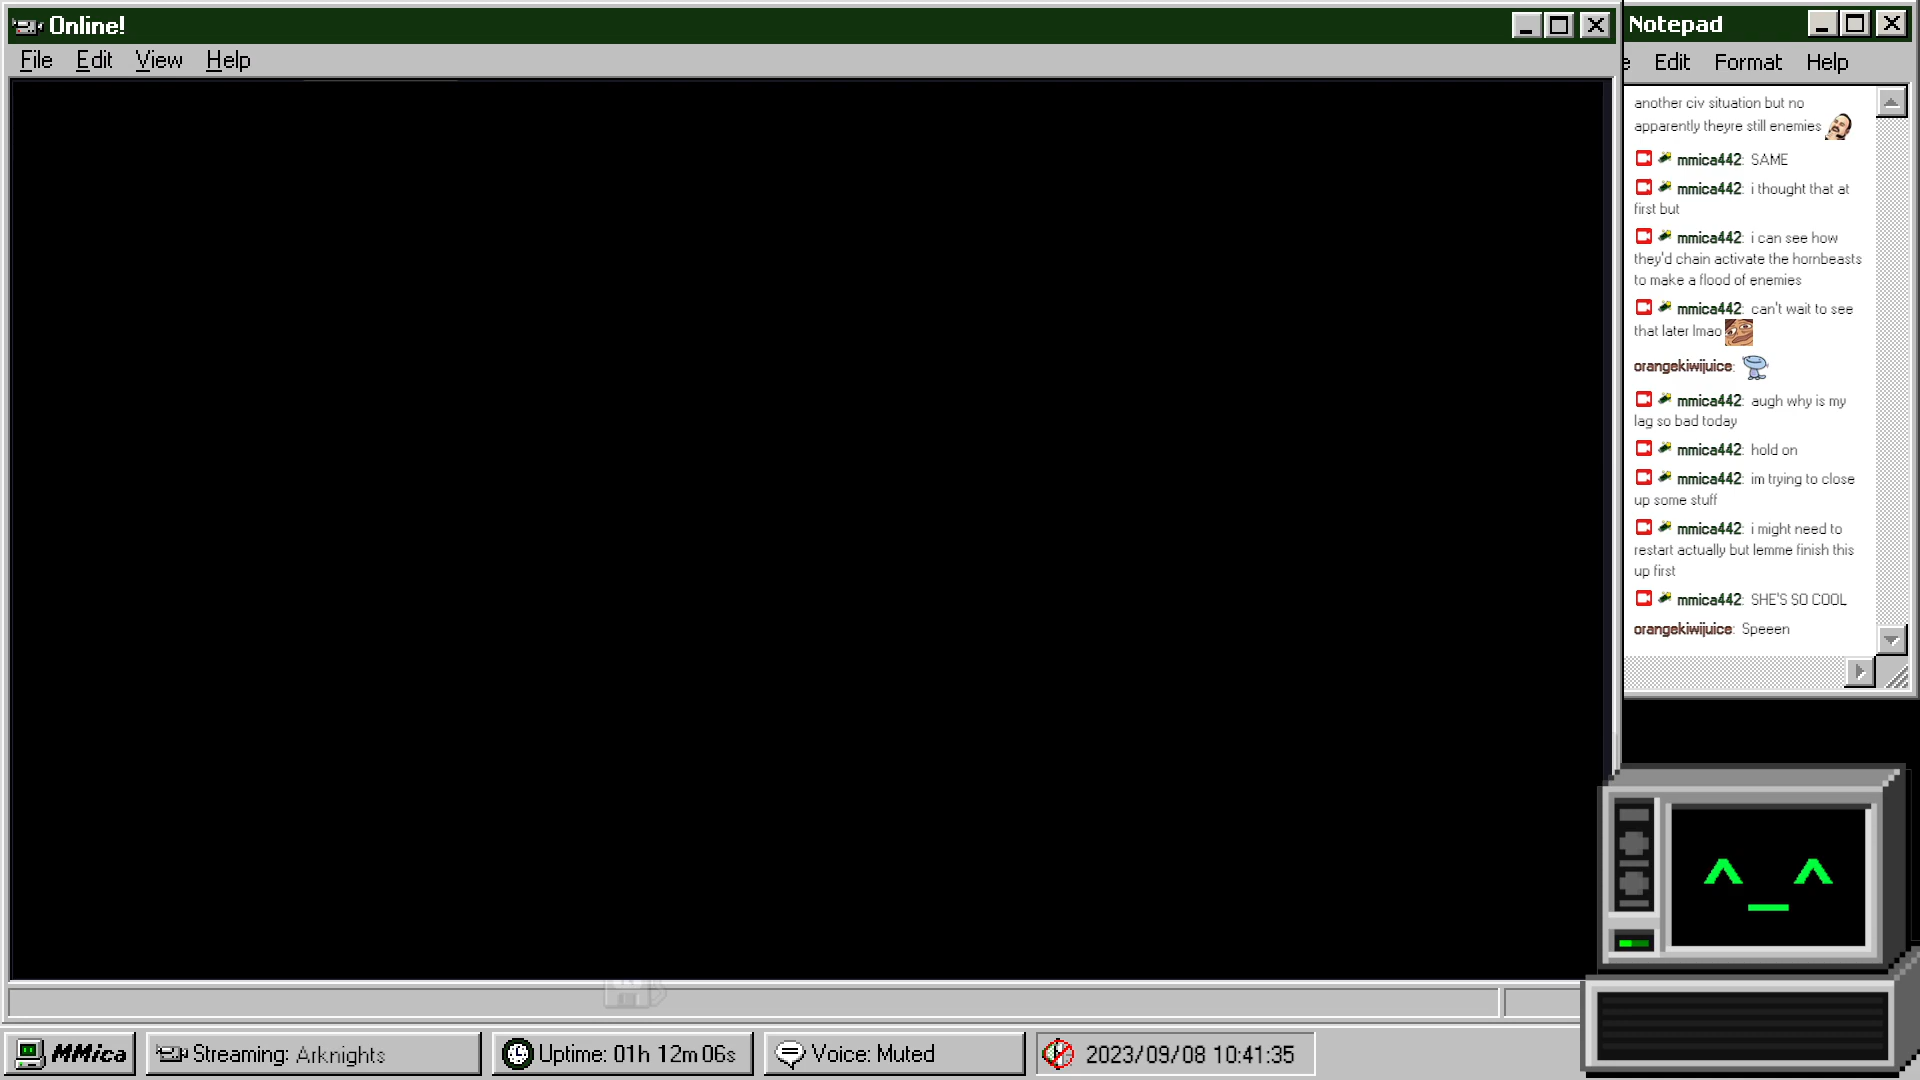 Online!
File Edit View Help
Notepad
Edit Format Help
another civ situation but no
apparently theyre still enemies
mmica442: SAME
mmica442: i thought that at
first but
mmica442: i can see how
they'd chain activate the hornbeasts
to make a flood of enemies
mmica442: can't wait to see
that later lmao
orangekiwijuice:
mmica442: augh why is my
lag so bad today
mmica442: hold on
mmica442: im trying to close
up some stuff
mmica442: i might need to
restart actually but lemme finish this
up first
mmica442: SHE'S SO COOL
orangekiwijuice: Speeen
^_^
MMica
Streaming: Arknights
Uptime: 01h 12m 06s
Voice: Muted
2023/09/08 10:41:35